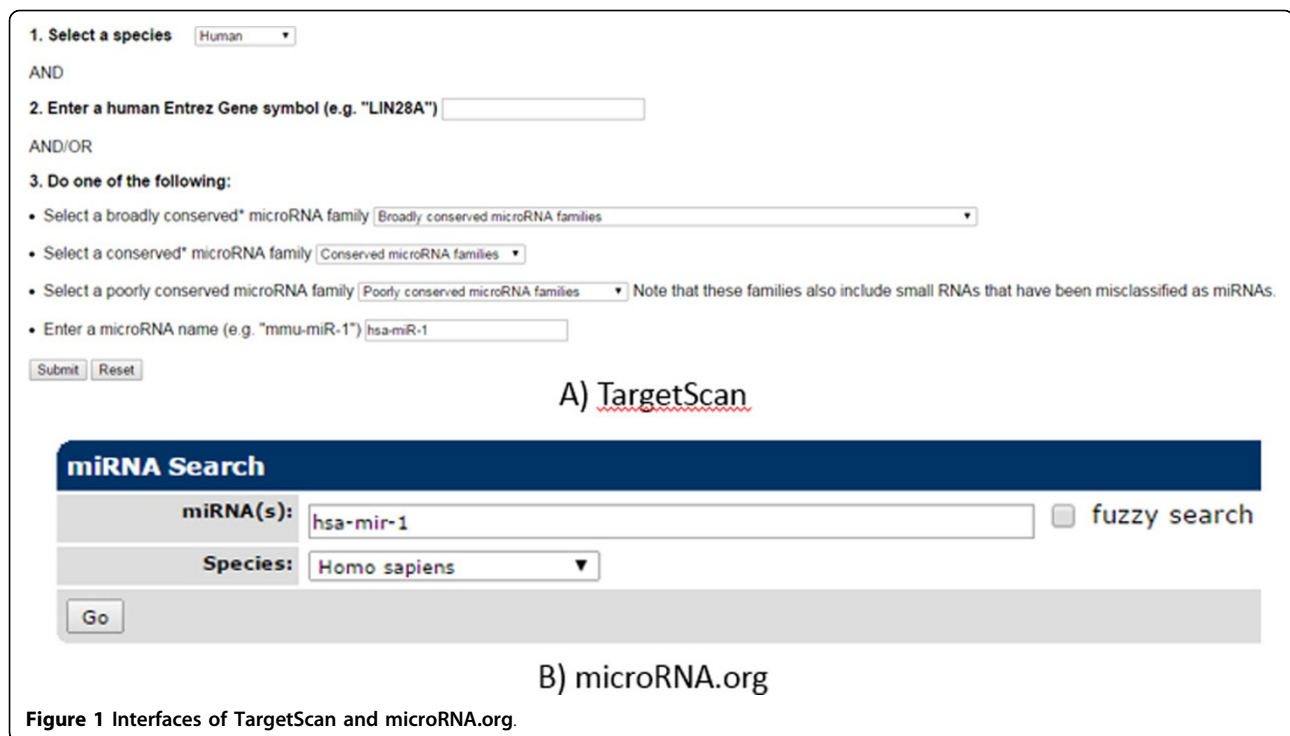 1. Select a species Human
AND
2. Enter a human Entrez Gene symbol (e.g. "LIN28A")
AND/OR
3. Do one of the following:
• Select a broadly conserved* microRNA family Broadly conserved microRNA families
• Select a conserved* microRNA family Conserved microRNA families
• Select a poorly conserved microRNA family Poorly conserved microRNA families Note that these families also include small RNAs that have been misclassified as miRNAs.
• Enter a microRNA name (e.g. "mmu-miR-1") hsa-miR-1
Submit Reset
A) TargetScan
miRNA Search
miRNA(s): hsa-mir-1 fuzzy search
Species: Homo sapiens
Go
B) microRNA.org
Figure 1 Interfaces of TargetScan and microRNA.org.